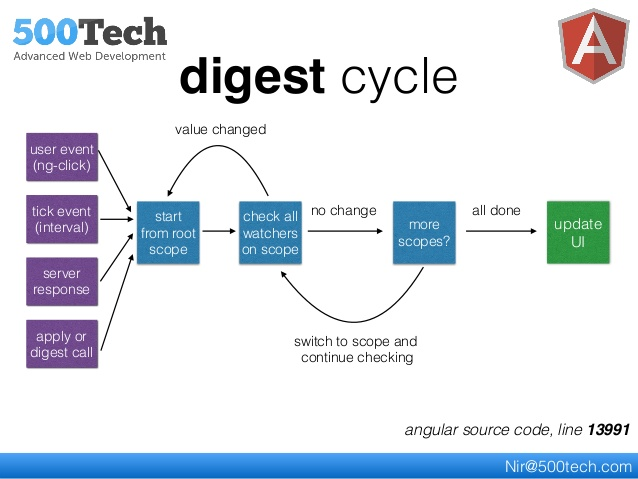 500Tech
Advanced Web Development
A
digest cycle
value changed
user event
(ng-click)
tick event
(interval)
server
response
apply or
digest call
start
from root
scope
check all
watchers
on scope
no change
more
scopes?
all done
update
UI
switch to scope and
continue checking
angular source code, line 13991
Nir@500tech.com